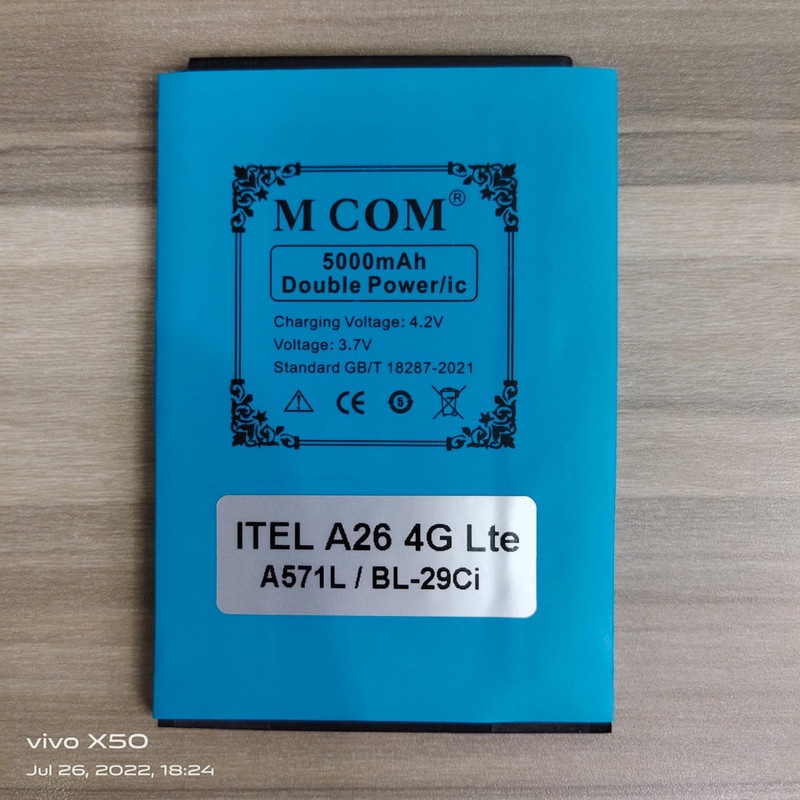 M COM®
5000mAh
Double Power/ic
Charging Voltage: 4.2V
Voltage: 3.7V
Standard GB/T 18287-2021
CE 5
ITEL A26 4G Lte
A571L / BL-29Ci
vivo X50
Jul 26, 2022, 18:24